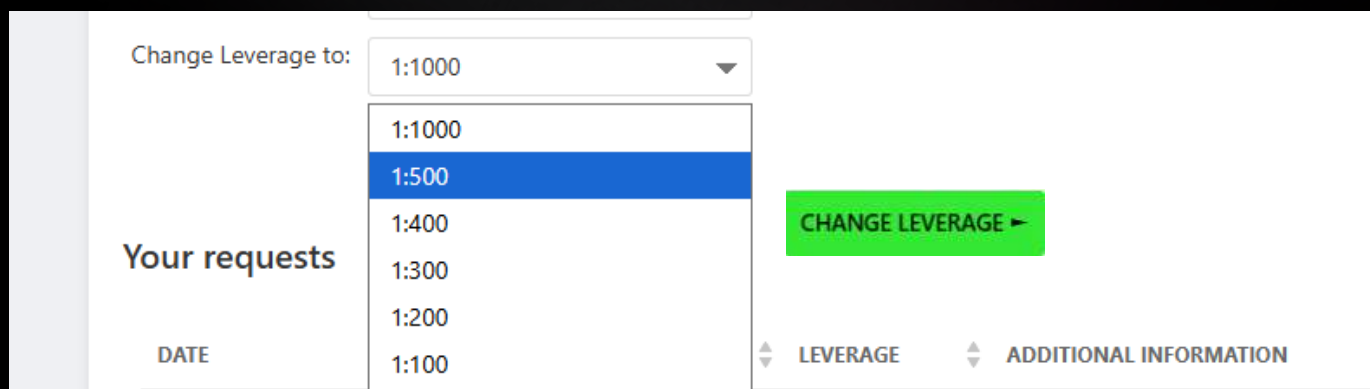 Change Leverage to:
1:1000
1:1000
1:500
1:400
1:300
1:200
1:100
CHANGE LEVERAGE ►
Your requests
DATE
LEVERAGE
ADDITIONAL INFORMATION